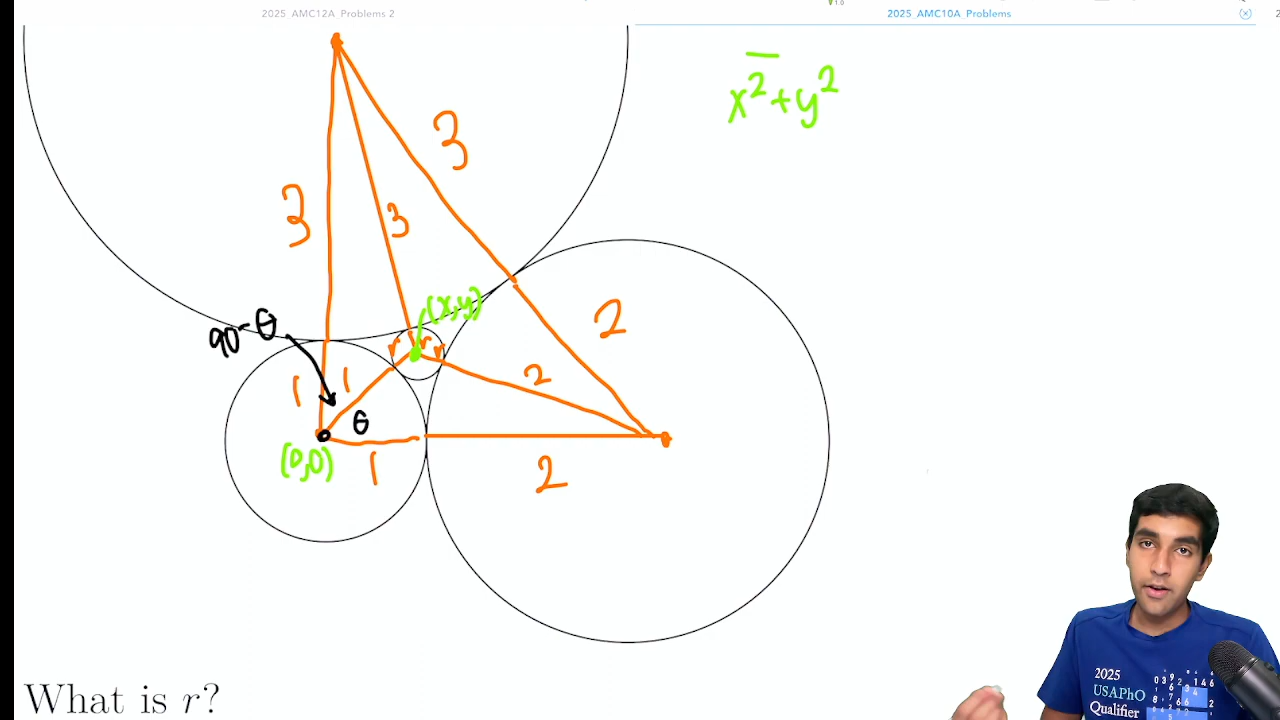 2025_AMC12A_Problems 2
2025_AMC10A_Problems
x²+y²
3
3
3
(x,y)
2
90-θ
r
r
r
2
1
1
θ
(0,0)
1
2
What is r?
2025
USAPhO
Qualifier